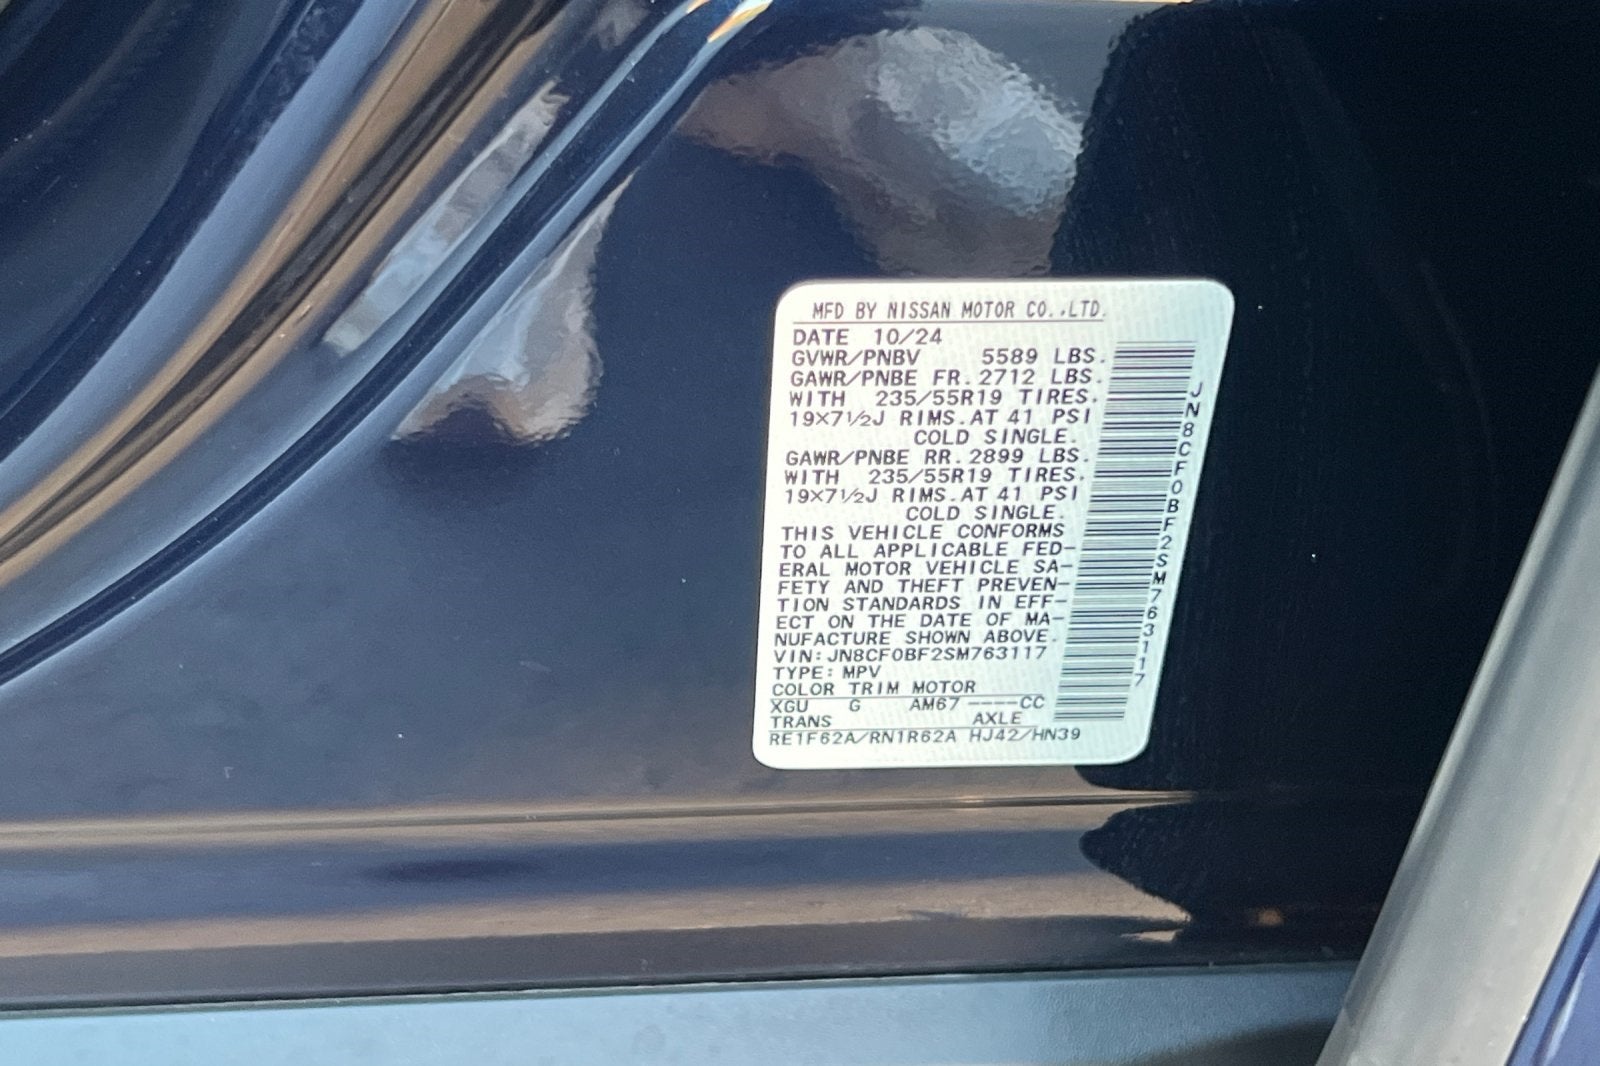 MFD BY NISSAN MOTOR CO.,LTD.
DATE 10/24
GVWR/PNBV 5589 LBS.
GAWR/PNBE FR. 2712 LBS.
WITH 235/55R19 TIRES.
19×7½J RIMS.AT 41 PSI
COLD SINGLE.
GAWR/PNBE RR. 2899 LBS.
WITH 235/55R19 TIRES.
19×7½J RIMS.AT 41 PSI
COLD SINGLE.
THIS VEHICLE CONFORMS
TO ALL APPLICABLE FED-
ERAL MOTOR VEHICLE SA-
FETY AND THEFT PREVEN-
TION STANDARDS IN EFF-
ECT ON THE DATE OF MA-
NUFACTURE SHOWN ABOVE.
VIN:JN8CF0BF2SM763117
TYPE: MPV
COLOR TRIM MOTOR
XGU G AM67 ----CC
TRANS AXLE
RE1F62A/RN1R62A HJ42/HN39
JN8CF0BF2SM763117